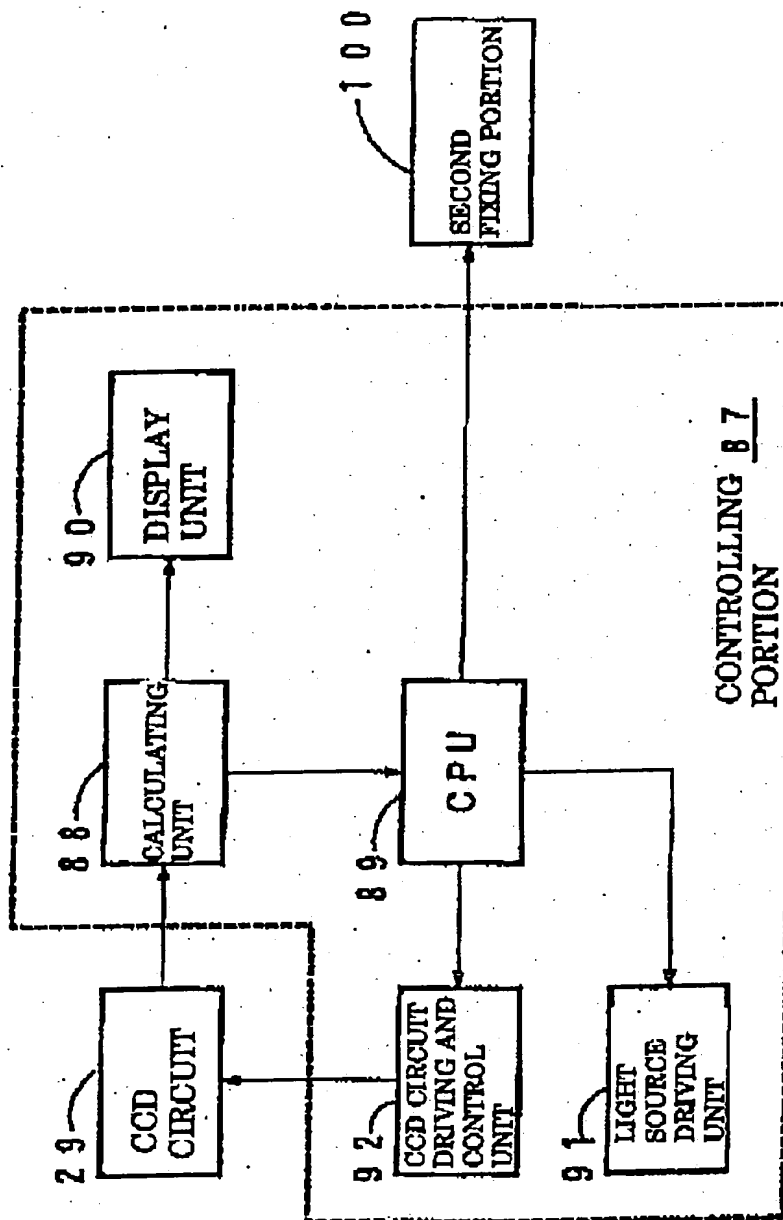 29
CCD
CIRCUIT
88
CALCULATING
UNIT
90
DISPLAY
UNIT
92
CCD CIRCUIT
DRIVING AND
CONTROL
UNIT
89
CPU
100
SECOND
FIXING PORTION
91
LIGHT
SOURCE
DRIVING
UNIT
CONTROLLING 87
PORTION